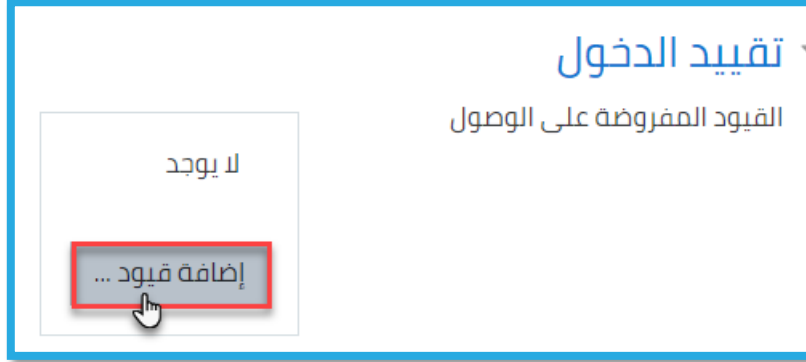 تقييد الدخول
القيود المفروضة على الوصول
لا يوجد
إضافة قيود ...